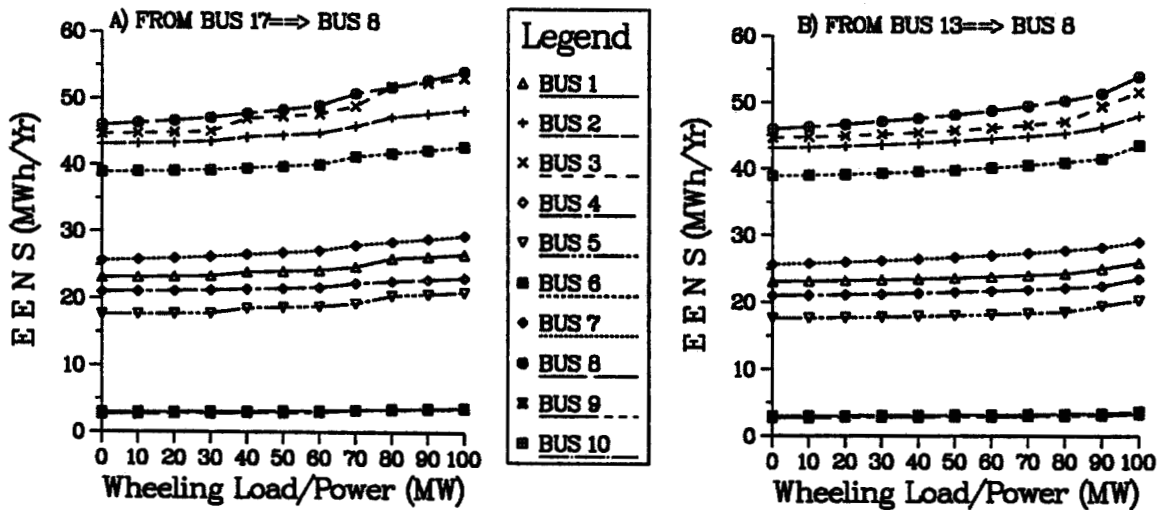 A) FROM BUS 17==> BUS 8
60
50
40
30
20
10
0
E E N S (MWh/Yr)
0 10 20 30 40 50 60 70 80 90 100
Wheeling Load/Power (MW)
Legend
BUS 1
BUS 2
BUS 3
BUS 4
BUS 5
BUS 6
BUS 7
BUS 8
BUS 9
BUS 10
B) FROM BUS 13==> BUS 8
60
50
40
30
20
10
0
E E N S (MWh/Yr)
0 10 20 30 40 50 60 70 80 90 100
Wheeling Load/Power (MW)